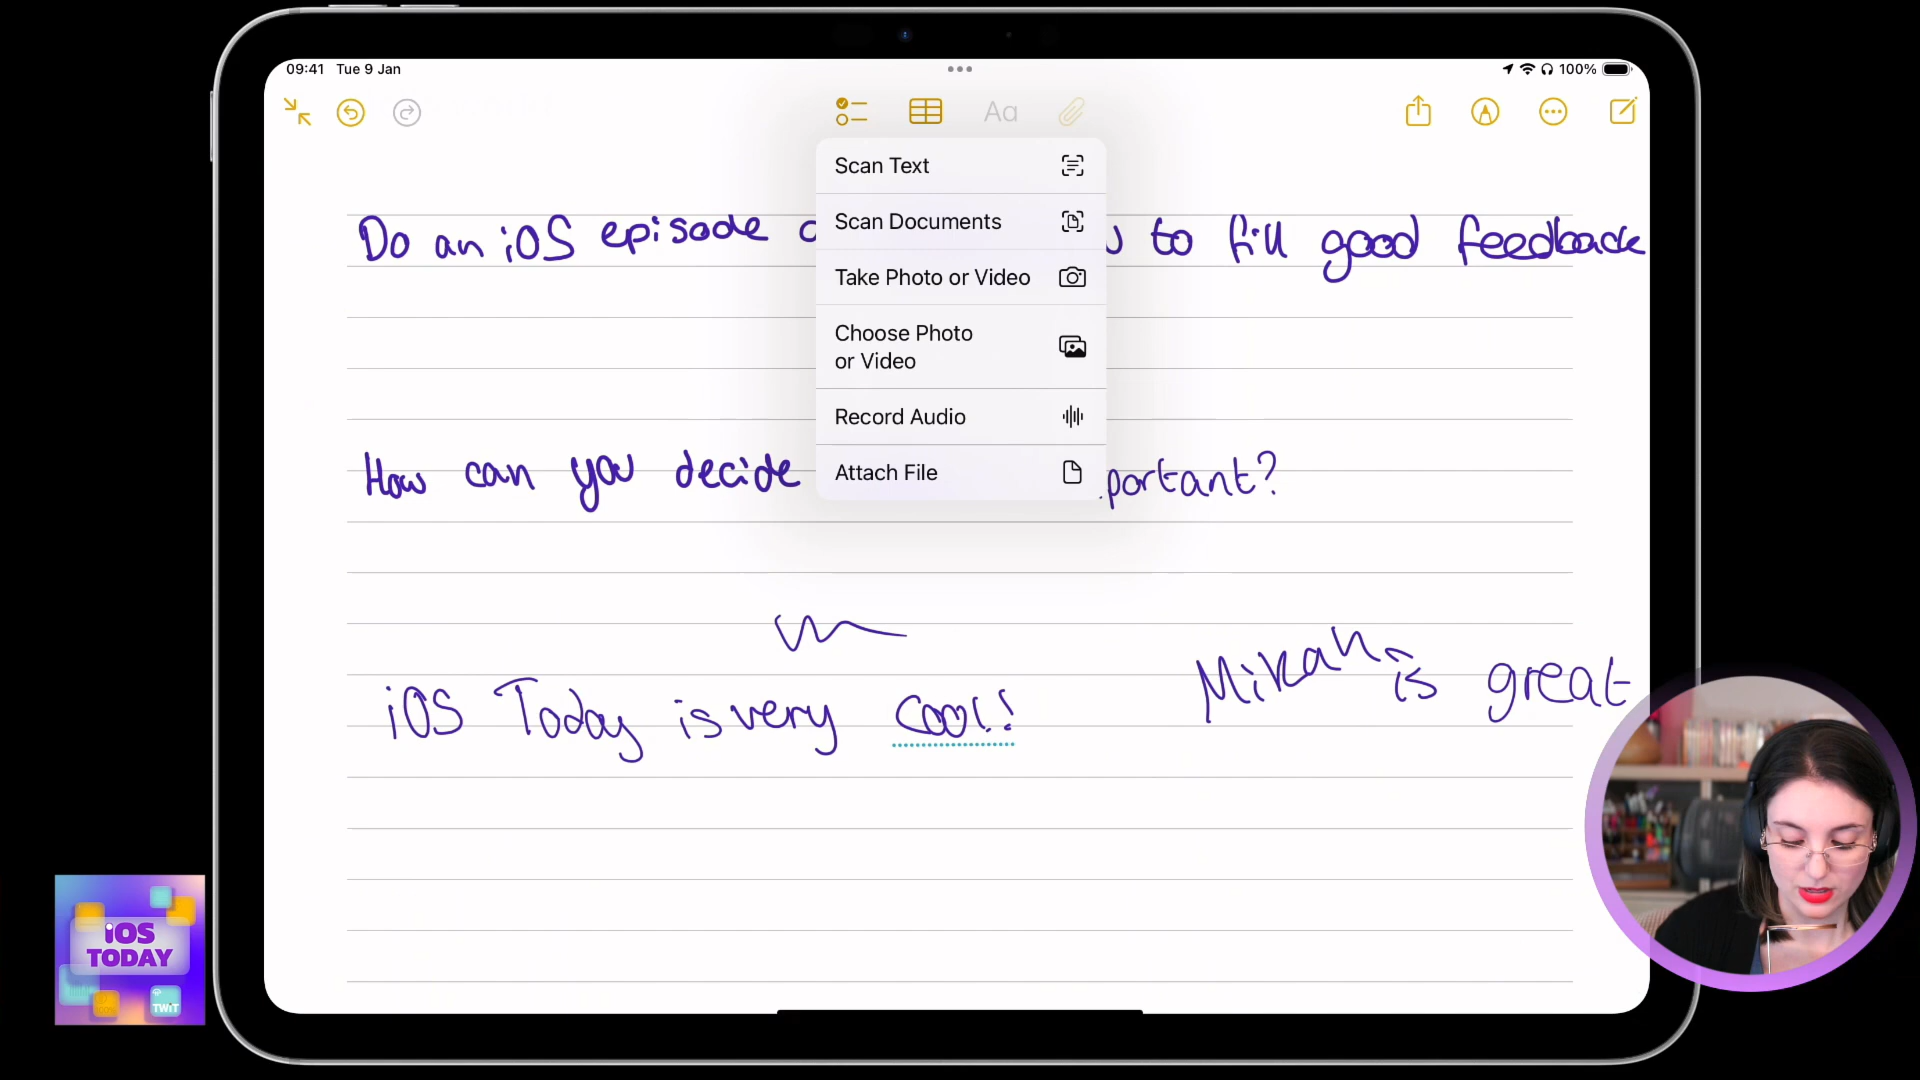 09:41 Tue 9 Jan 100%
Aa
Scan Text
Scan Documents
Take Photo or Video
Choose Photo
or Video
Record Audio
Attach File
Do an iOS episode to fill good feedback
How can you decide portant?
Mikah is great
iOS Today is very cool!
iOS
TODAY
TWiT